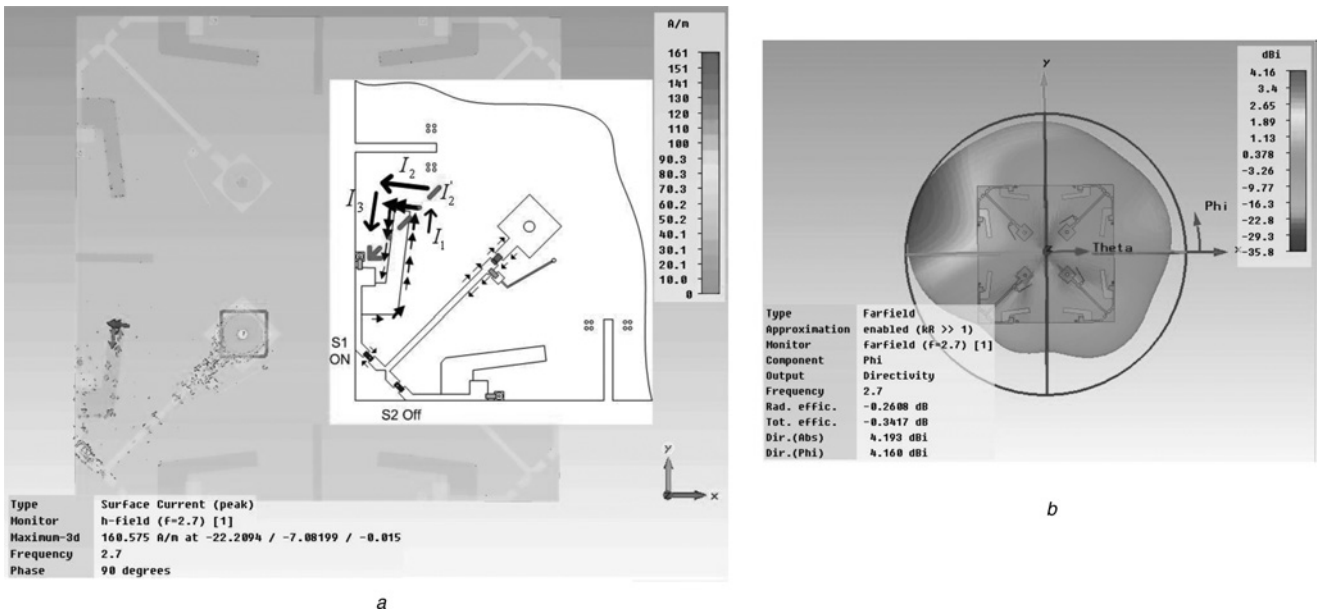 A/m
161
151
141
130
120
110
100
90.3
80.3
70.3
60.2
50.2
40.1
30.1
20.1
10.0
0
I2
I3
I'2
I1
S1
ON
S2 Off
y
x
Type Surface Current (peak)
Monitor h-field (f=2.7) [1]
Maximum-3d 160.575 A/m at -22.2094 / -7.08199 / -0.015
Frequency 2.7
Phase 90 degrees
a
dBi
4.16
3.4
2.65
1.89
1.13
0.378
-3.26
-9.77
-16.3
-22.8
-29.3
-35.8
y
Phi
Theta
x
Type Farfield
Approximation enabled (kR >> 1)
Monitor farfield (f=2.7) [1]
Component Phi
Output Directivity
Frequency 2.7
Rad. effic. -0.2608 dB
Tot. effic. -0.3417 dB
Dir.(Abs) 4.193 dBi
Dir.(Phi) 4.160 dBi
b